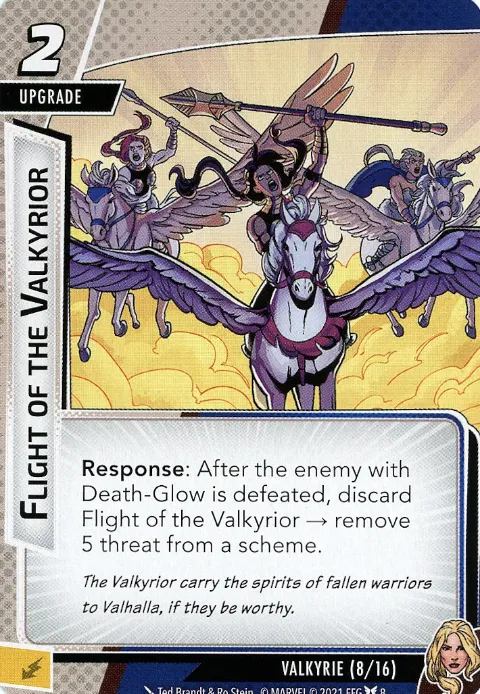 2
UPGRADE
FLIGHT OF THE VALKYRIOR
Response: After the enemy with
Death-Glow is defeated, discard
Flight of the Valkyrior → remove
5 threat from a scheme.
The Valkyrior carry the spirits of fallen warriors
to Valhalla, if they be worthy.
VALKYRIE (8/16)
Ted Brandt & Ro Stein © MARVEL © 2021 FFG 8